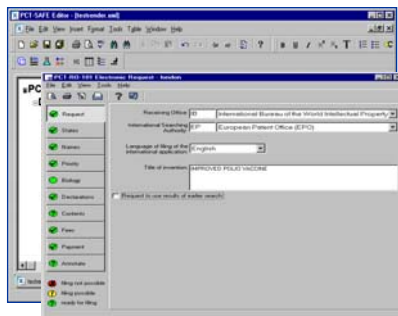 PCT-SAFE Editor - [testrender.xml]
File Edit View Insert Format Tools Table Window Help
PCT-RO-101 Electronic Request - london
File Edit View Tools Help
Request
States
Names
Priority
Biology
Declarations
Contents
Fees
Payment
Annotate
filing not possible
filing possible
ready for filing
Receiving Office IB International Bureau of the World Intellectual Property
International Searching Authority EP European Patent Office (EPO)
Language of filing of the international application English
Title of invention IMPROVED POLIO VACCINE
Request to use results of earlier search